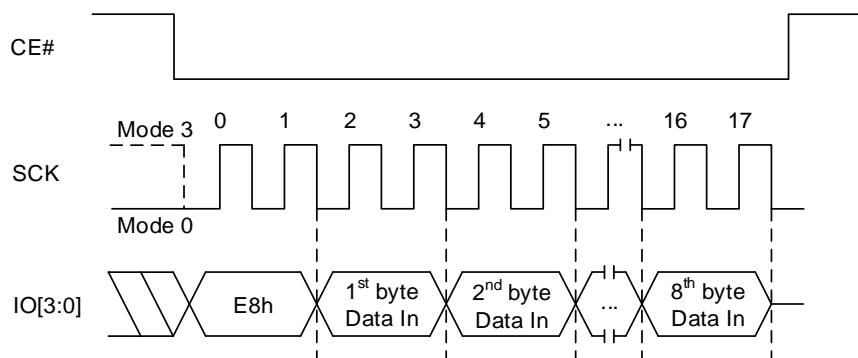 CE#
0 1 2 3 4 5 ... 16 17
Mode 3
SCK
Mode 0
IO[3:0] E8h 1st byte Data In 2nd byte Data In ... 8th byte Data In